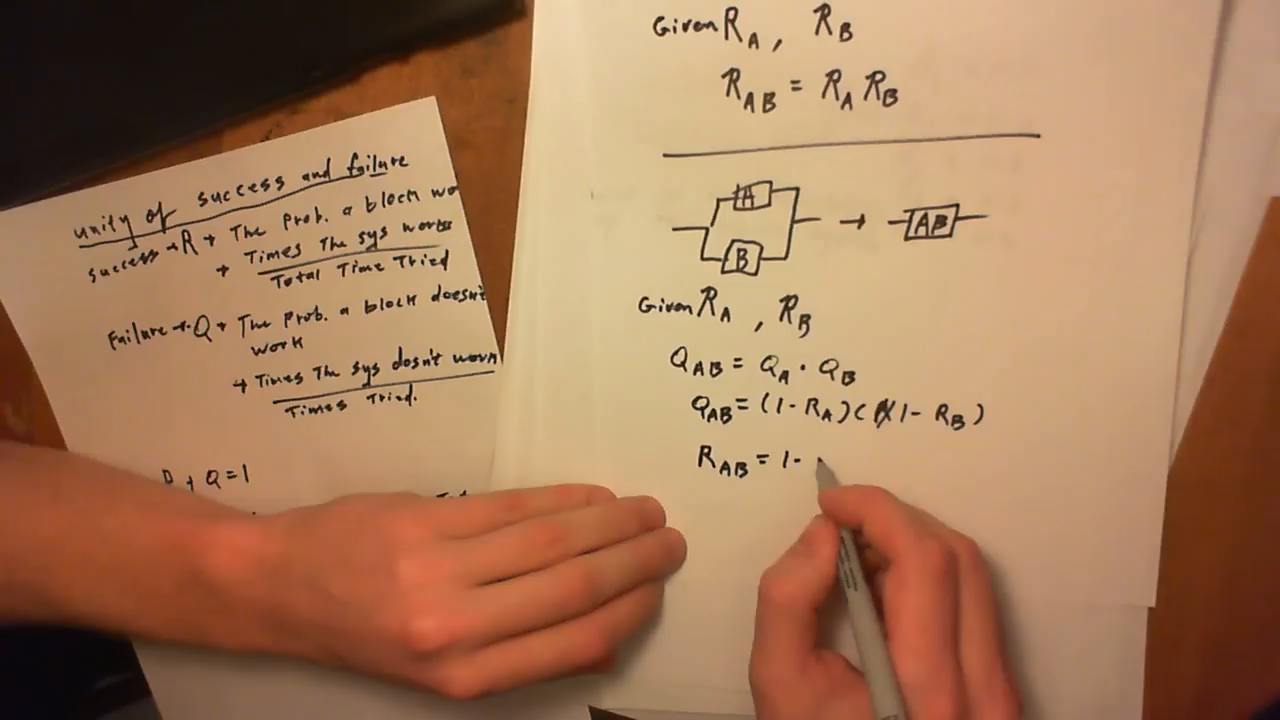 unity of success and failure
success → R → The Prob. a block wo
→ Times The sys works
Total Time Tried
Failure → Q → The Prob. a block doesn't
work
→ Times The sys doesn't work
Times Tried.
R + Q = 1
Given R_A , R_B
R_AB = R_A R_B
A
B
→ AB
Given R_A , R_B
Q_AB = Q_A · Q_B
Q_AB = (1 - R_A)(1 - R_B)
R_AB = 1 -